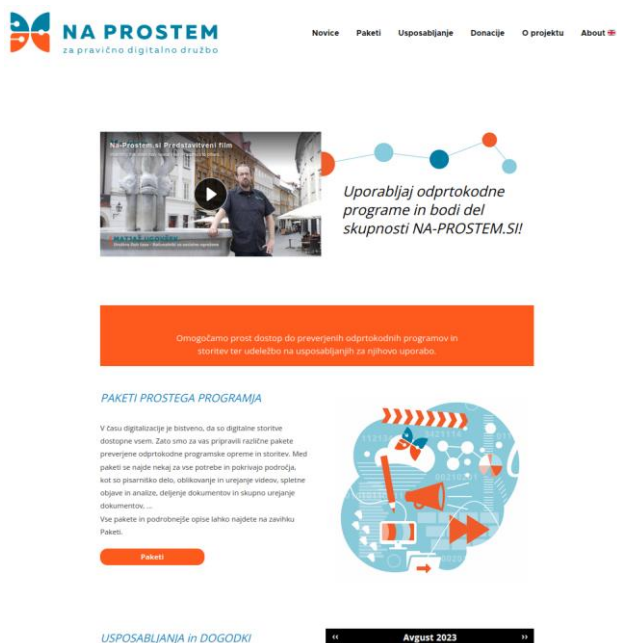 NA PROSTEM
za pravično digitalno družbo
Novice Paketi Usposabljanje Donacije O projektu About
Na-Prostem.si Predstavitveni film
Uporabljaj odprtokodne
programe in bodi del
skupnosti NA-PROSTEM.SI!
Omogočamo prost dostop do preverjenih odprtokodnih programov in
storitev ter udeležbo na usposabljanjih za njihovo uporabo.
PAKETI PROSTEGA PROGRAMJA
V času digitalizacije je bistveno, da so digitalne storitve
dostopne vsem. Zato smo za vas pripravili različne pakete
preverjene odprtokodne programske opreme in storitev. Med
paketi se najde nekaj za vse potrebe in pokrivajo področja,
kot so pisarniško delo, oblikovanje in urejanje videov, spletne
objave in analize, deljenje dokumentov in skupno urejanje
dokumentov, ...
Vse pakete in podrobnejše opise lahko najdete na zavihku
Paketi.
Paketi
USPOSABLJANJA in DOGODKI
‹‹ Avgust 2023 ››